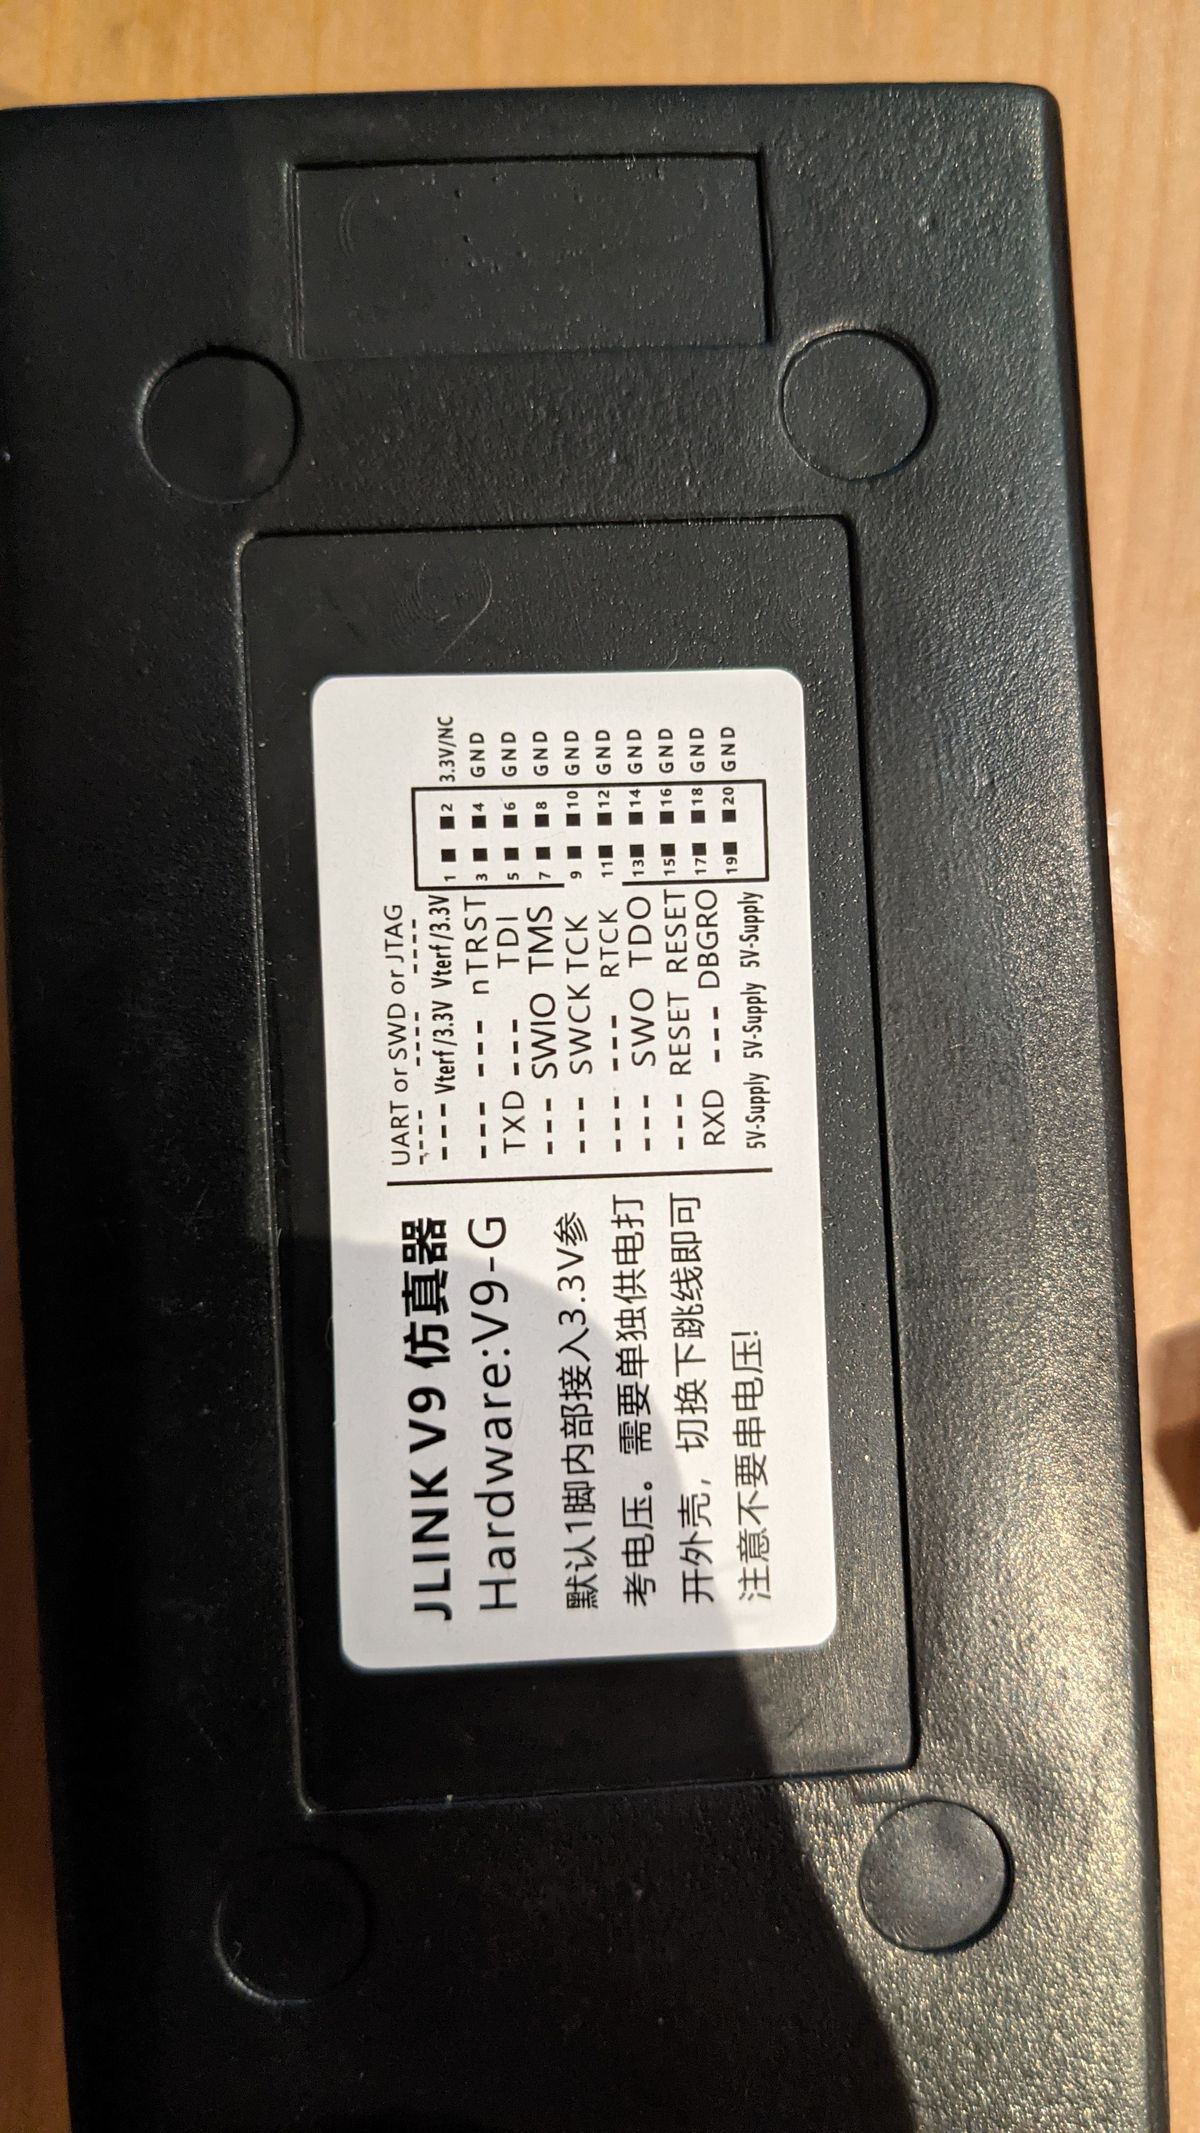 JLINK V9 仿真器
Hardware:V9-G
默认1脚内部接入3.3V参
考电压。需要单独供电打
开外壳，切换下跳线即可
注意不要串电压!
UART or SWD or JTAG
---- ---- ----
--- Vterf/3.3V Vterf/3.3V 1 ■ ■2 3.3V/NC
--- --- nTRST 3 ■ ■4 GND
TXD --- TDI 5 ■ ■6 GND
--- SWIO TMS 7 ■ ■8 GND
--- SWCK TCK 9 ■ ■10 GND
--- --- RTCK 11■ ■12 GND
--- SWO TDO 13■ ■14 GND
--- RESET RESET 15■ ■16 GND
RXD --- DBGRO 17■ ■18 GND
5V-Supply 5V-Supply 5V-Supply 19■ ■20 GND